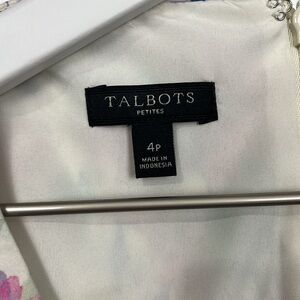 TALBOTS
PETITES
4P
MADE IN
INDONESIA